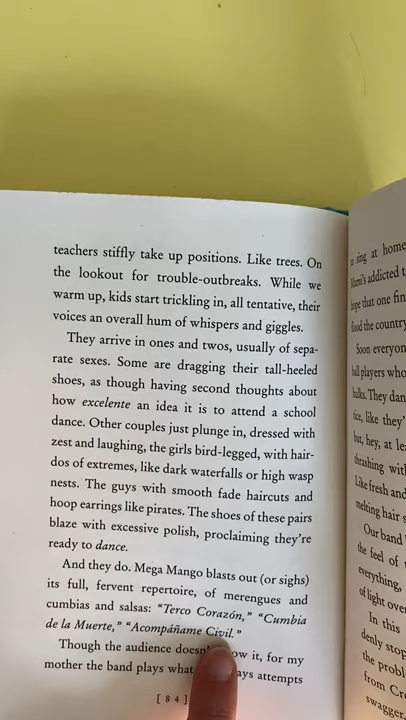 teachers stiffly take up positions. Like trees. On
the lookout for trouble-outbreaks. While we
warm up, kids start trickling in, all tentative, their
voices an overall hum of whispers and giggles.
They arrive in ones and twos, usually of sepa-
rate sexes. Some are dragging their tall-heeled
shoes, as though having second thoughts about
how excelente an idea it is to attend a school
dance. Other couples just plunge in, dressed with
zest and laughing, the girls bird-legged, with hair-
dos of extremes, like dark waterfalls or high wasp
nests. The guys with smooth fade haircuts and
hoop earrings like pirates. The shoes of these pairs
blaze with excessive polish, proclaiming they're
ready to dance.
And they do. Mega Mango blasts out (or sighs)
its full, fervent repertoire, of merengues and
cumbias and salsas: "Terco Corazón," "Cumbia
de la Muerte," "Acompáñame Civil."
Though the audience it, for my
mother the band plays attempts
[ 84 ]
sing at home
Mami's addicted
hope that one fin
flood the country
Soon everyon
ball players who
hulks. They dan
like they'
but, hey, at le
thrashing wit
Like fresh and
melting hair s
Our band
the feel of
everything,
of light over
In this
denly stop
the probl
from Cr
swagger